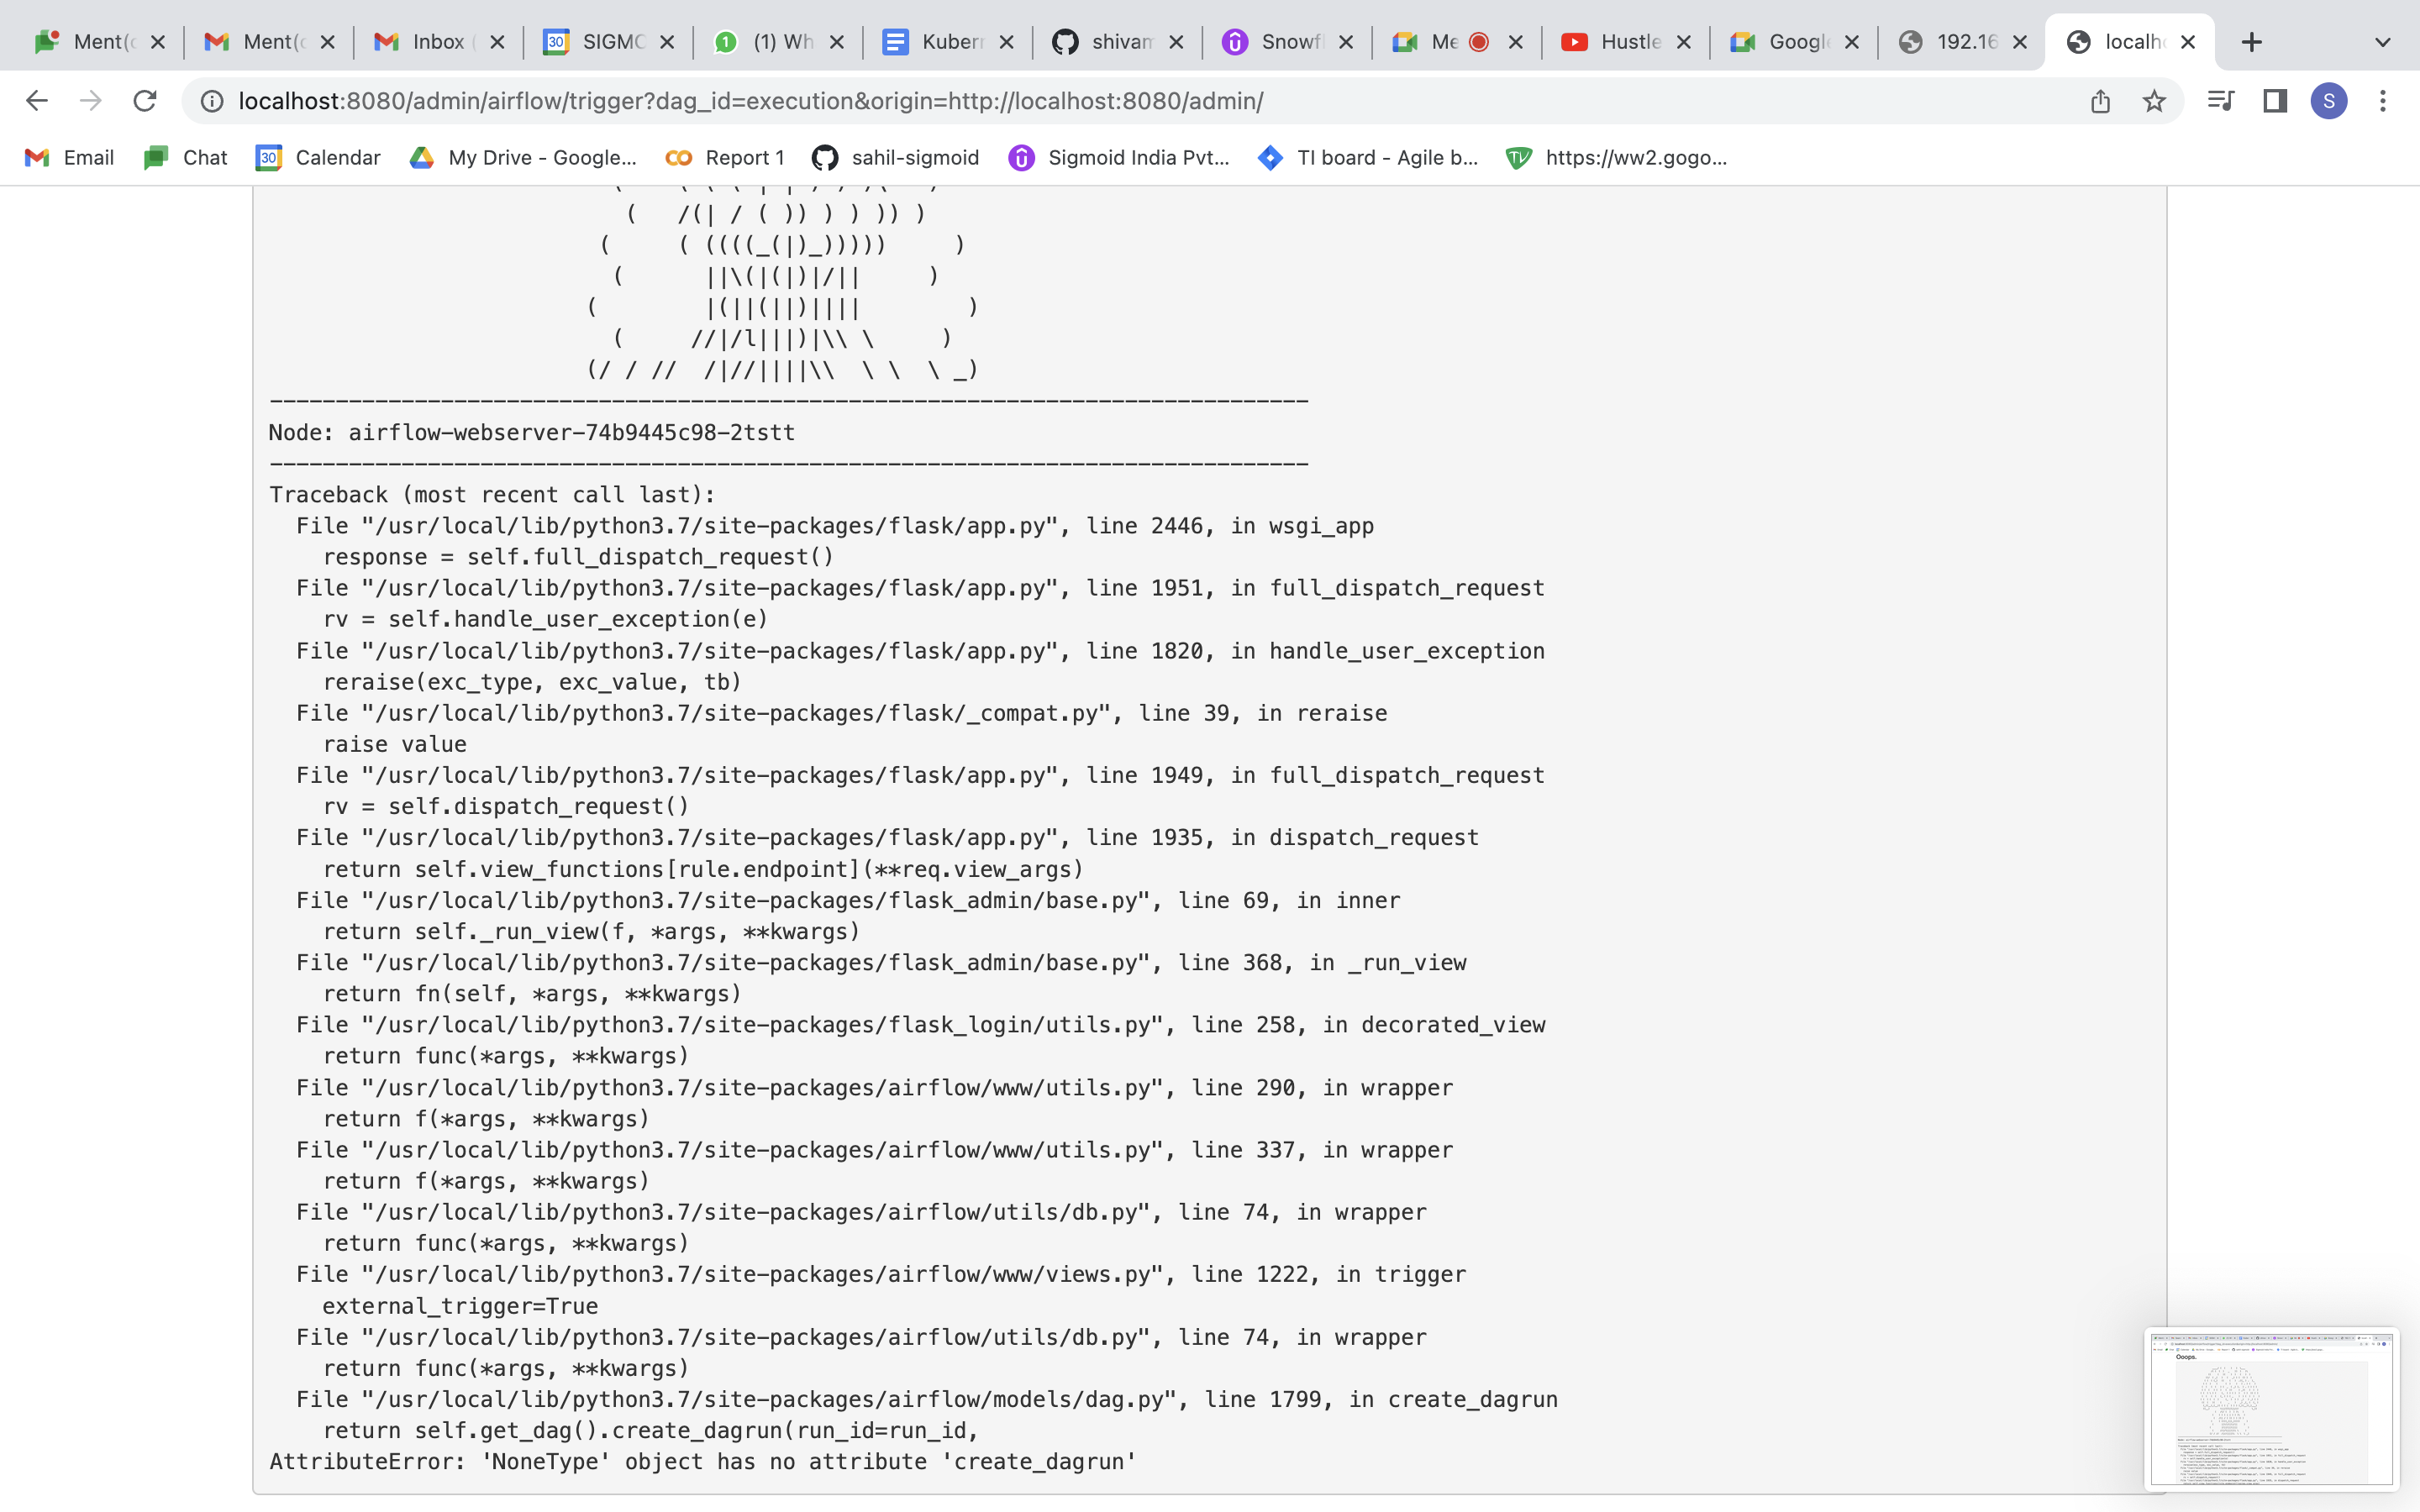 Ment(
Ment(
Inbox (
30 SIGMO
1 (1) Wh
Kubern
shivam
Snowfl
Me
Hustle
Google
192.16
localh
localhost:8080/admin/airflow/trigger?dag_id=execution&origin=http://localhost:8080/admin/
S
Email
Chat
30 Calendar
My Drive - Google...
Report 1
sahil-sigmoid
Sigmoid India Pvt...
TI board - Agile b...
TV https://ww2.gogo...
(   /(| / ( )) ) ) )) )
(     ( ((((_(|)_)))))     )
(      ||\(|(|)|/||     )
(        |(||(||)||||        )
(     //|/l|||)|\\ \     )
(/ / //  /|//||||\\  \ \  \ _)
-------------------------------------------------------------------------------
Node: airflow-webserver-74b9445c98-2tstt
-------------------------------------------------------------------------------
Traceback (most recent call last):
  File "/usr/local/lib/python3.7/site-packages/flask/app.py", line 2446, in wsgi_app
    response = self.full_dispatch_request()
  File "/usr/local/lib/python3.7/site-packages/flask/app.py", line 1951, in full_dispatch_request
    rv = self.handle_user_exception(e)
  File "/usr/local/lib/python3.7/site-packages/flask/app.py", line 1820, in handle_user_exception
    reraise(exc_type, exc_value, tb)
  File "/usr/local/lib/python3.7/site-packages/flask/_compat.py", line 39, in reraise
    raise value
  File "/usr/local/lib/python3.7/site-packages/flask/app.py", line 1949, in full_dispatch_request
    rv = self.dispatch_request()
  File "/usr/local/lib/python3.7/site-packages/flask/app.py", line 1935, in dispatch_request
    return self.view_functions[rule.endpoint](**req.view_args)
  File "/usr/local/lib/python3.7/site-packages/flask_admin/base.py", line 69, in inner
    return self._run_view(f, *args, **kwargs)
  File "/usr/local/lib/python3.7/site-packages/flask_admin/base.py", line 368, in _run_view
    return fn(self, *args, **kwargs)
  File "/usr/local/lib/python3.7/site-packages/flask_login/utils.py", line 258, in decorated_view
    return func(*args, **kwargs)
  File "/usr/local/lib/python3.7/site-packages/airflow/www/utils.py", line 290, in wrapper
    return f(*args, **kwargs)
  File "/usr/local/lib/python3.7/site-packages/airflow/www/utils.py", line 337, in wrapper
    return f(*args, **kwargs)
  File "/usr/local/lib/python3.7/site-packages/airflow/utils/db.py", line 74, in wrapper
    return func(*args, **kwargs)
  File "/usr/local/lib/python3.7/site-packages/airflow/www/views.py", line 1222, in trigger
    external_trigger=True
  File "/usr/local/lib/python3.7/site-packages/airflow/utils/db.py", line 74, in wrapper
    return func(*args, **kwargs)
  File "/usr/local/lib/python3.7/site-packages/airflow/models/dag.py", line 1799, in create_dagrun
    return self.get_dag().create_dagrun(run_id=run_id,
AttributeError: 'NoneType' object has no attribute 'create_dagrun'
Ooops.